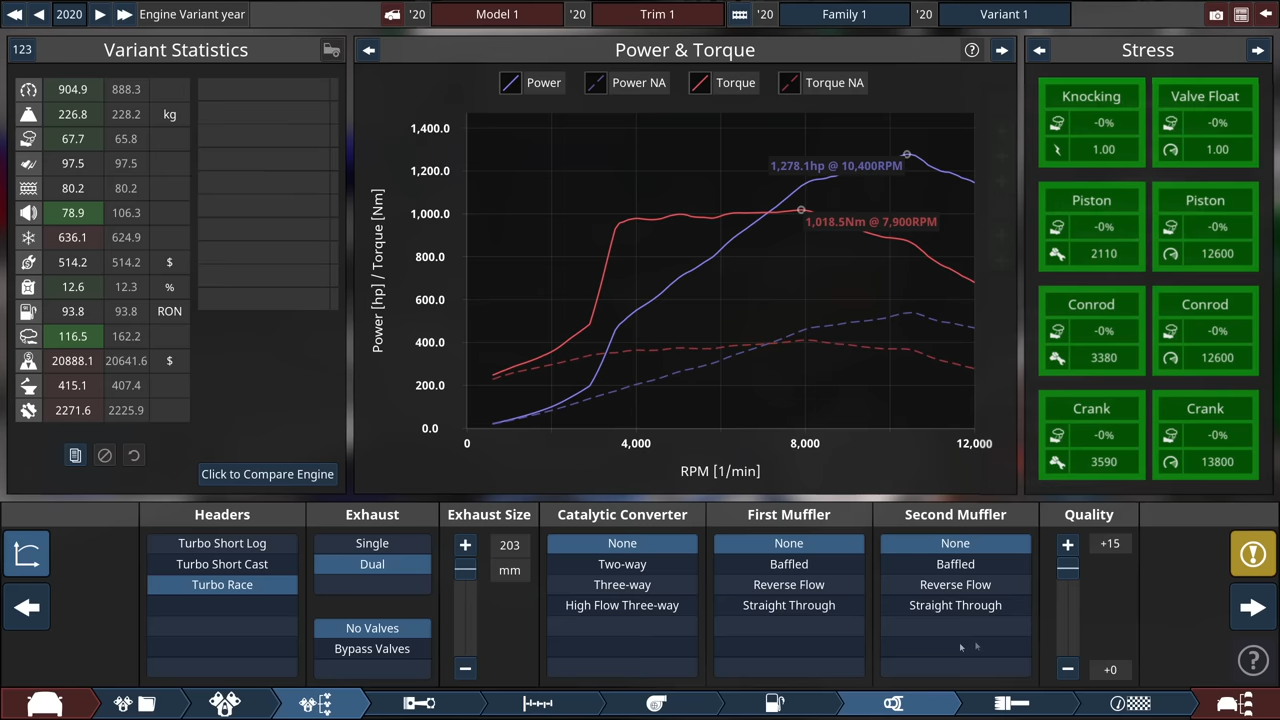 2020 Engine Variant year '20 Model 1 '20 Trim 1 '20 Family 1 '20 Variant 1
123 Variant Statistics
904.9 888.3
226.8 228.2 kg
67.7 65.8
97.5 97.5
80.2 80.2
78.9 106.3
636.1 624.9
514.2 514.2 $
12.6 12.3 %
93.8 93.8 RON
116.5 162.2
20888.1 20641.6 $
415.1 407.4
2271.6 2225.9
Click to Compare Engine
Power & Torque
Power Power NA Torque Torque NA
Power [hp] / Torque [Nm]
1,400.0
1,200.0
1,000.0
800.0
600.0
400.0
200.0
0.0
1,278.1hp @ 10,400RPM
1,018.5Nm @ 7,900RPM
0 4,000 8,000 12,000
RPM [1/min]
Stress
Knocking Valve Float
-0% -0%
1.00 1.00
Piston Piston
-0% -0%
2110 12600
Conrod Conrod
-0% -0%
3380 12600
Crank Crank
-0% -0%
3590 13800
Headers
Turbo Short Log
Turbo Short Cast
Turbo Race
Exhaust
Single
Dual
No Valves
Bypass Valves
Exhaust Size
+ 203
mm
-
Catalytic Converter
None
Two-way
Three-way
High Flow Three-way
First Muffler
None
Baffled
Reverse Flow
Straight Through
Second Muffler
None
Baffled
Reverse Flow
Straight Through
Quality
+ +15
- +0